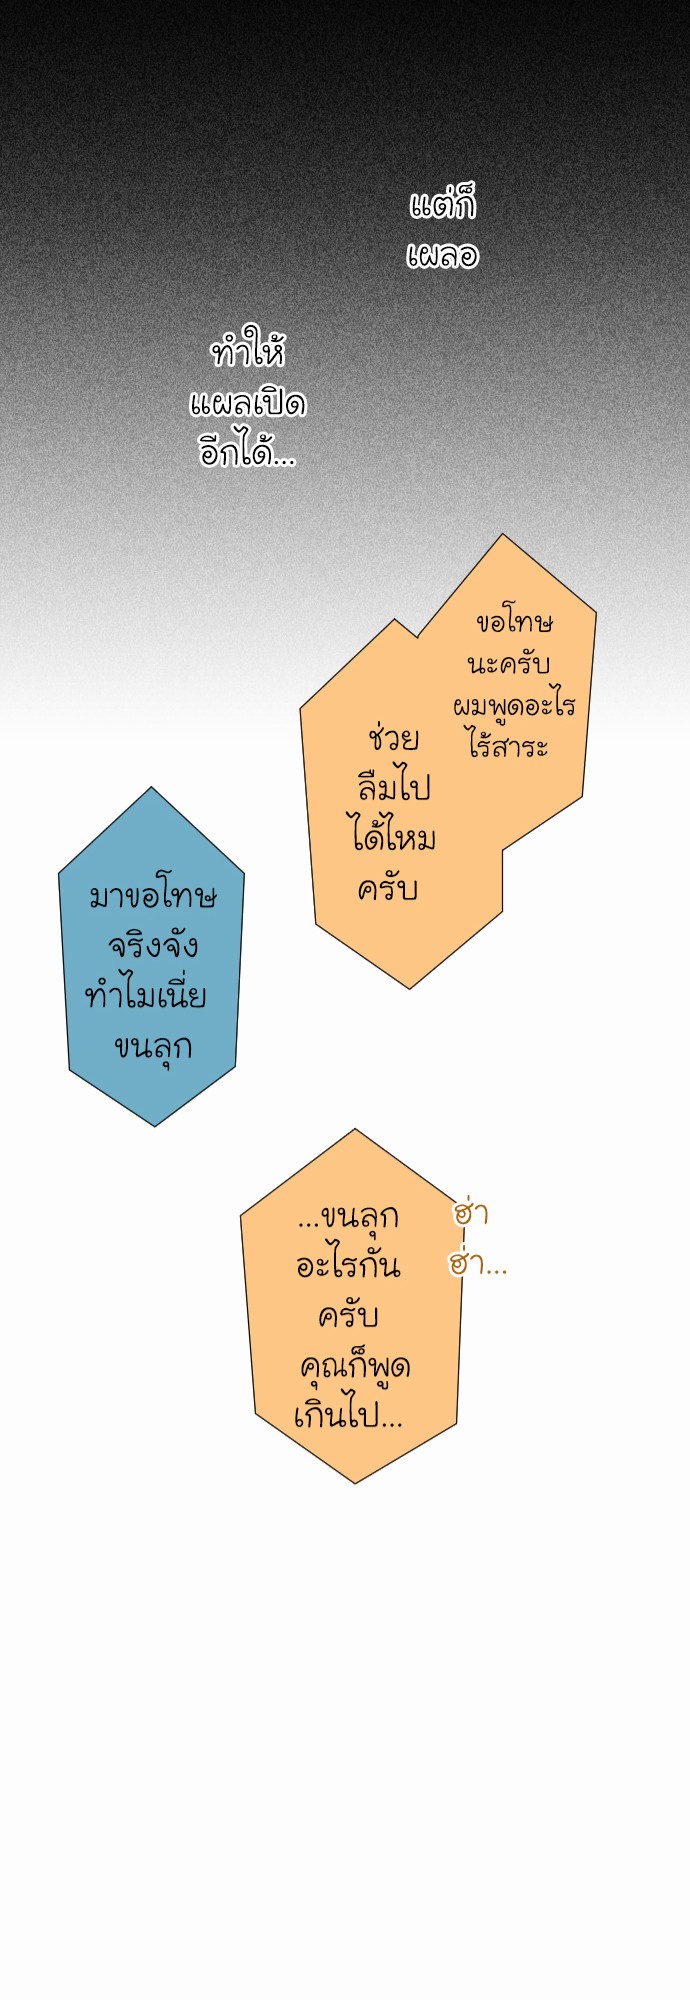 แต่ก็
เผลอ
ทำให้
แผลเปิด
อีกได้...
ขอโทษ
นะครับ
ผมพูดอะไร
ไร้สาระ
ช่วย
ลืมไป
ได้ไหม
ครับ
มาขอโทษ
จริงจัง
ทำไมเนี่ย
ขนลุก
...ขนลุก
อะไรกัน
ครับ
คุณก็พูด
เกินไป...
ฮ่า
ฮ่า...